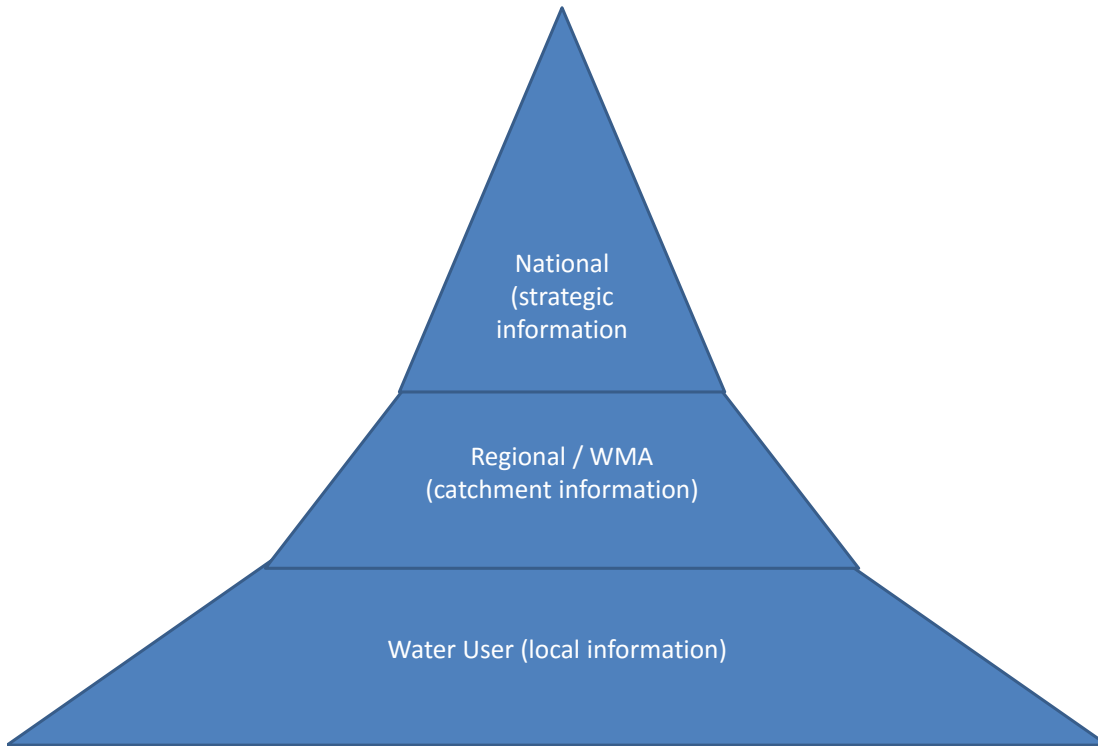 National
(strategic
information
Regional / WMA
(catchment information)
Water User (local information)